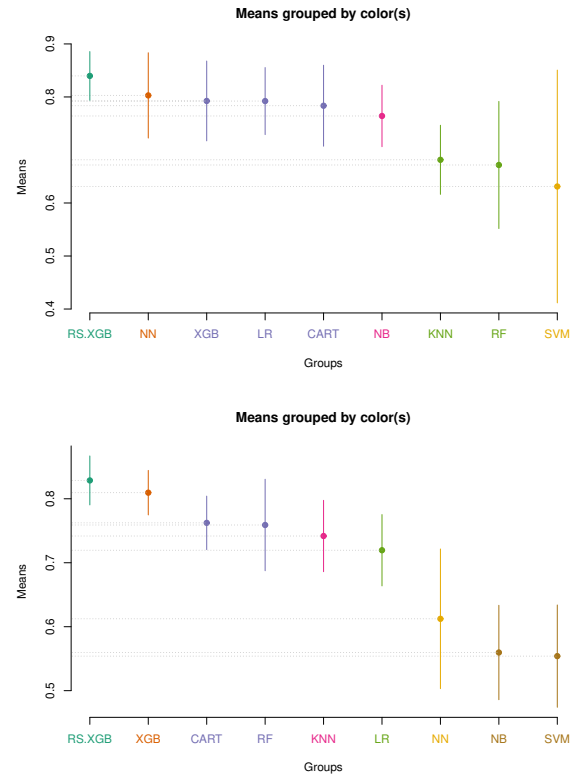 Means grouped by color(s)
0.9
0.8
0.6
0.5
0.4
Means
RS.XGB NN XGB LR CART NB KNN RF SVM
Groups
Means grouped by color(s)
0.8
0.7
0.6
0.5
Means
RS.XGB XGB CART RF KNN LR NN NB SVM
Groups